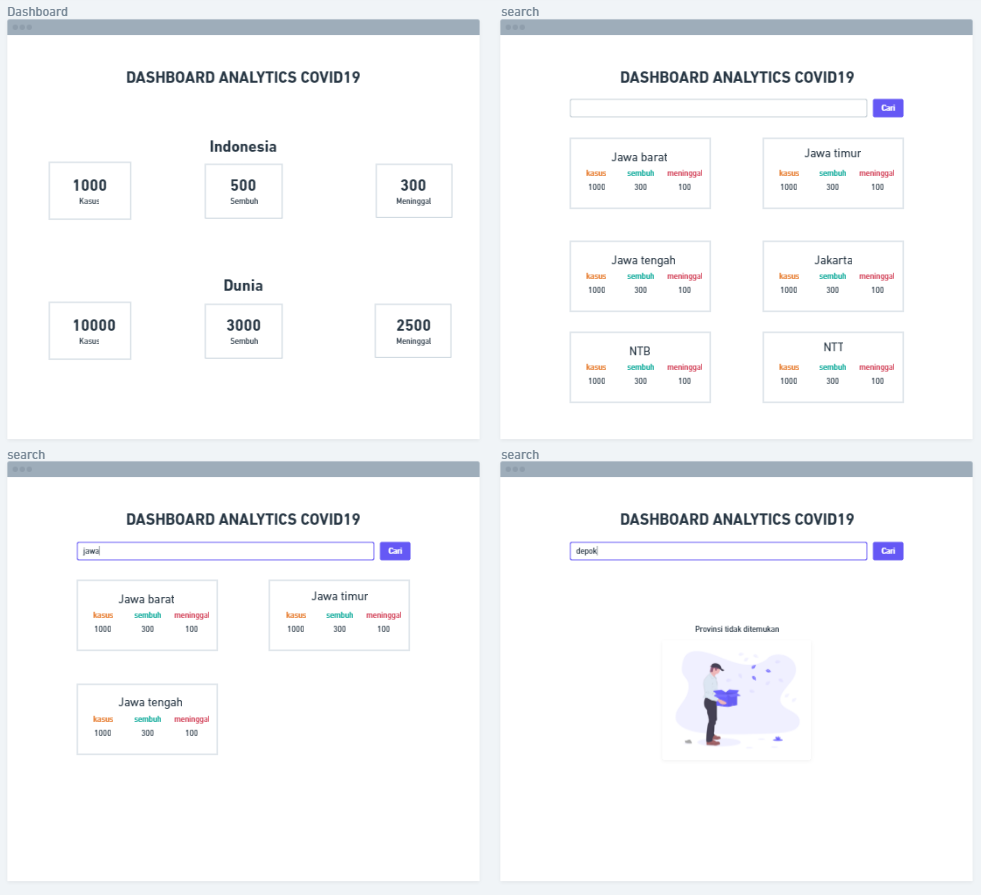 Dashboard
DASHBOARD ANALYTICS COVID19
Indonesia
1000
Kasus
500
Sembuh
300
Meninggal
Dunia
10000
Kasus
3000
Sembuh
2500
Meninggal
search
DASHBOARD ANALYTICS COVID19
Cari
Jawa barat
kasus sembuh meninggal
1000 300 100
Jawa timur
kasus sembuh meninggal
1000 300 100
Jawa tengah
kasus sembuh meninggal
1000 300 100
Jakarta
kasus sembuh meninggal
1000 300 100
NTB
kasus sembuh meninggal
1000 300 100
NTT
kasus sembuh meninggal
1000 300 100
search
DASHBOARD ANALYTICS COVID19
jawa Cari
Jawa barat
kasus sembuh meninggal
1000 300 100
Jawa timur
kasus sembuh meninggal
1000 300 100
Jawa tengah
kasus sembuh meninggal
1000 300 100
search
DASHBOARD ANALYTICS COVID19
depok Cari
Provinsi tidak ditemukan